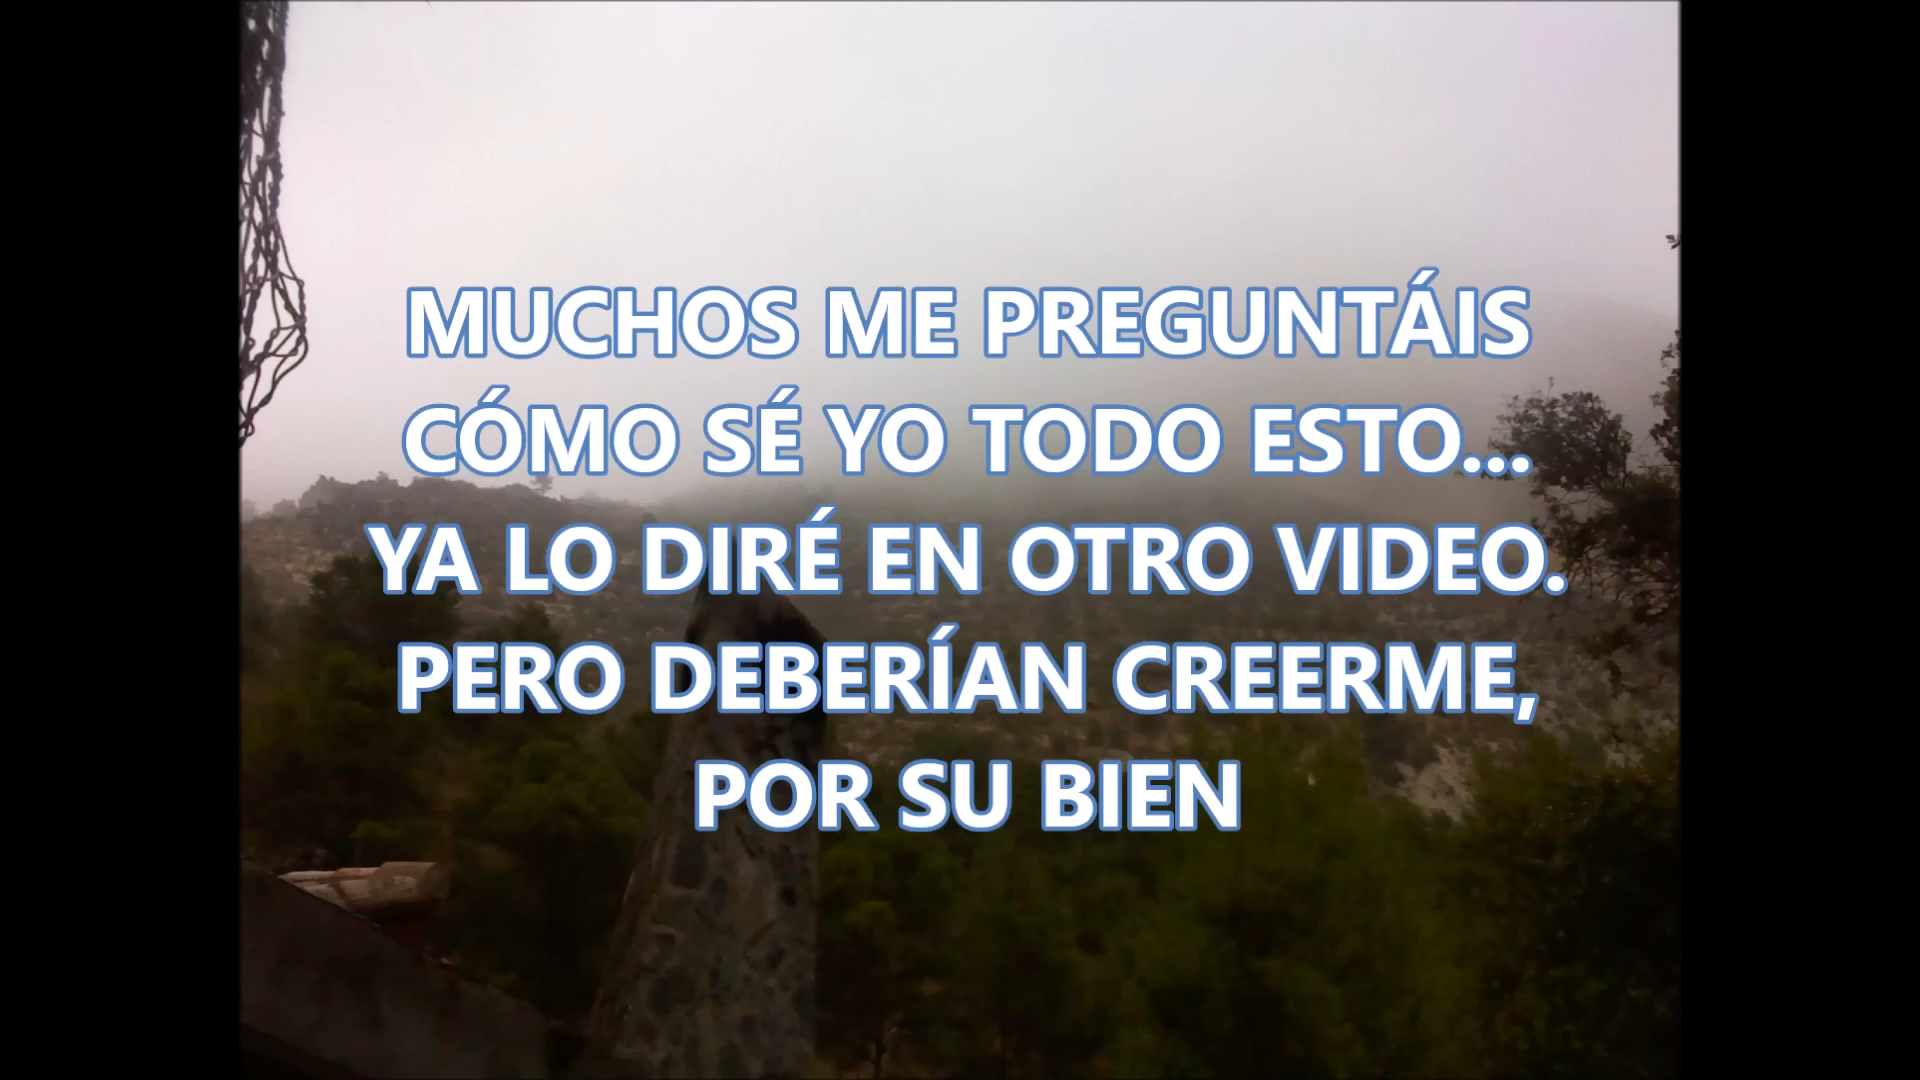 MUCHOS ME PREGUNTÁIS
CÓMO SÉ YO TODO ESTO...
YA LO DIRÉ EN OTRO VIDEO.
PERO DEBERÍAN CREERME,
POR SU BIEN